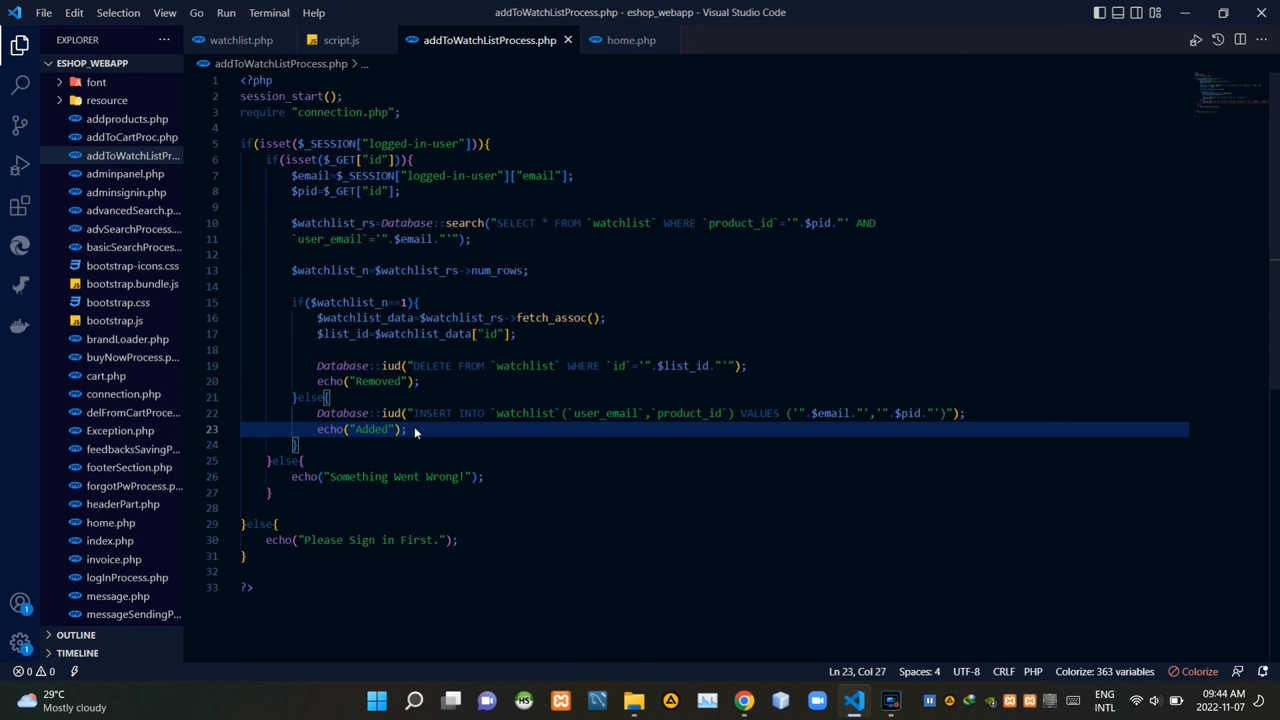 File Edit Selection View Go Run Terminal Help
addToWatchListProcess.php - eshop_webapp - Visual Studio Code
EXPLORER
watchlist.php
script.js
addToWatchListProcess.php
home.php
ESHOP_WEBAPP
addToWatchListProcess.php > ...
font
resource
addproducts.php
addToCartProc.php
addToWatchListPr...
adminpanel.php
adminsignin.php
advancedSearch.p...
advSearchProcess...
basicSearchProces...
bootstrap-icons.css
bootstrap.bundle.js
bootstrap.css
bootstrap.js
brandLoader.php
buyNowProcess.p...
cart.php
connection.php
delFromCartProce...
Exception.php
feedbacksSaving...
footerSection.php
forgotPwProcess.p...
headerPart.php
home.php
index.php
invoice.php
logInProcess.php
message.php
messageSendingP...
OUTLINE
TIMELINE
1 <?php
2 session_start();
3 require "connection.php";
4
5 if(isset($_SESSION["logged-in-user"])){
6 if(isset($_GET["id"])){
7 $email=$_SESSION["logged-in-user"]["email"];
8 $pid=$_GET["id"];
9
10 $watchlist_rs=Database::search("SELECT * FROM `watchlist` WHERE `product_id`='".$pid."' AND
11 `user_email`='".$email."'");
12
13 $watchlist_n=$watchlist_rs->num_rows;
14
15 if($watchlist_n==1){
16 $watchlist_data=$watchlist_rs->fetch_assoc();
17 $list_id=$watchlist_data["id"];
18
19 Database::iud("DELETE FROM `watchlist` WHERE `id`='".$list_id."'");
20 echo("Removed");
21 }else{
22 Database::iud("INSERT INTO `watchlist`(`user_email`,`product_id`) VALUES ('".$email."','".$pid."')");
23 echo("Added");
24 }
25 }else{
26 echo("Something Went Wrong!");
27 }
28
29 }else{
30 echo("Please Sign in First.");
31 }
32
33 ?>
1
1
0 0
Ln 23, Col 27 Spaces: 4 UTF-8 CRLF PHP Colorize: 363 variables Colorize
29°C
Mostly cloudy
HS
ENG
INTL
09:44 AM
2022-11-07